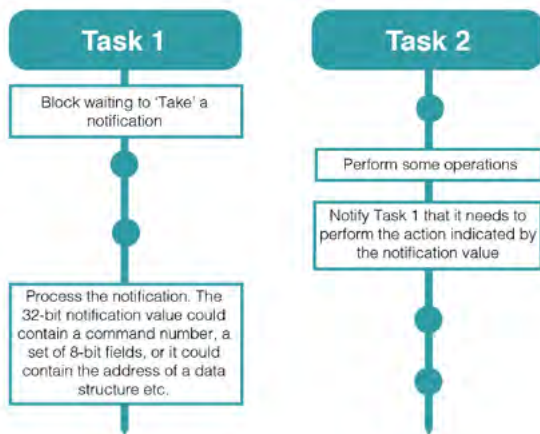 Task 1
Block waiting to ‘Take’ a
notification
Process the notification. The
32-bit notification value could
contain a command number, a
set of 8-bit fields, or it could
contain the address of a data
structure etc.
Task 2
Perform some operations
Notify Task 1 that it needs to
perform the action indicated by
the notification value